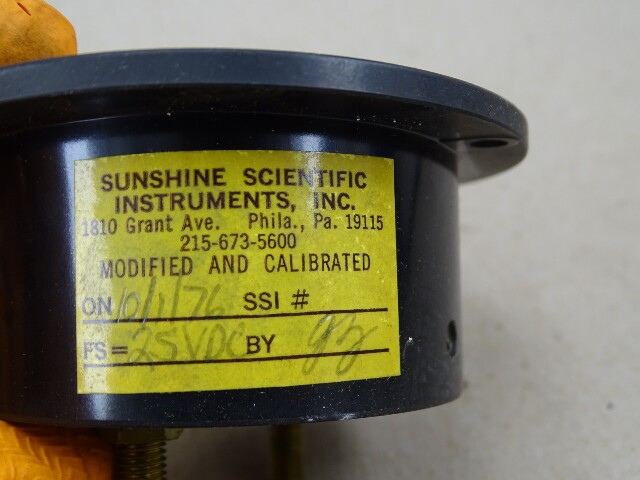 SUNSHINE SCIENTIFIC
INSTRUMENTS, INC.
1810 Grant Ave. Phila., Pa. 19115
215-673-5600
MODIFIED AND CALIBRATED
ON 10/1/76 SSI #
FS = 25VDC BY